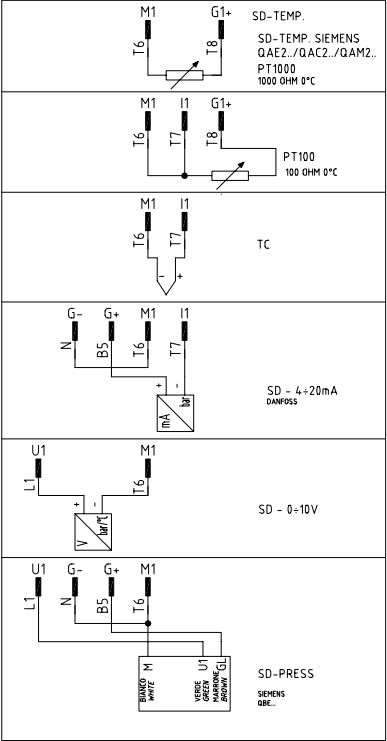 M1 G1+ SD-TEMP.
T6 T8
SD-TEMP. SIEMENS
QAE2../QAC2../QAM2..
PT1000
1000 OHM 0°C
M1 I1 G1+
T6 T7 T8
PT100
100 OHM 0°C
M1 I1
T6 T7
TC
- +
G- G+ M1 I1
N B5 T6 T7
+ -
mA bar
SD - 4÷20mA
DANFOSS
U1 M1
L1 T6
+ -
V bar/°C
SD - 0÷10V
U1 G- G+ M1
L1 N B5 T6
M U1 GL
BIANCO
WHITE
VERDE
GREEN
MARRONE
BROWN
SD-PRESS
SIEMENS
QBE...